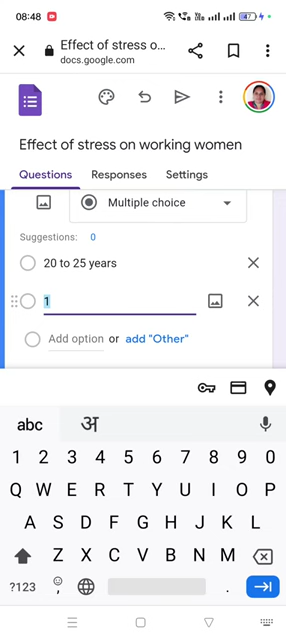 08:48
47
Effect of stress o...
docs.google.com
Effect of stress on working women
Questions Responses Settings
Multiple choice
Suggestions: 0
20 to 25 years
1
Add option or add "Other"
abc अ
1 2 3 4 5 6 7 8 9 0
Q W E R T Y U I O P
A S D F G H J K L
Z X C V B N M
?123 , .